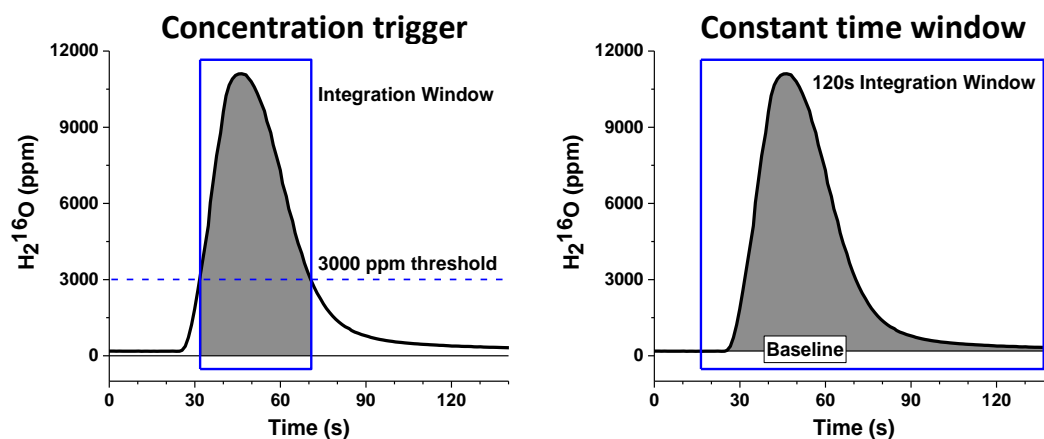 Concentration trigger
12000
9000
6000
3000
0
H₂¹⁶O (ppm)
Integration Window
3000 ppm threshold
0
30
60
90
120
Time (s)
Constant time window
12000
9000
6000
3000
0
H₂¹⁶O (ppm)
120s Integration Window
Baseline
0
30
60
90
120
Time (s)